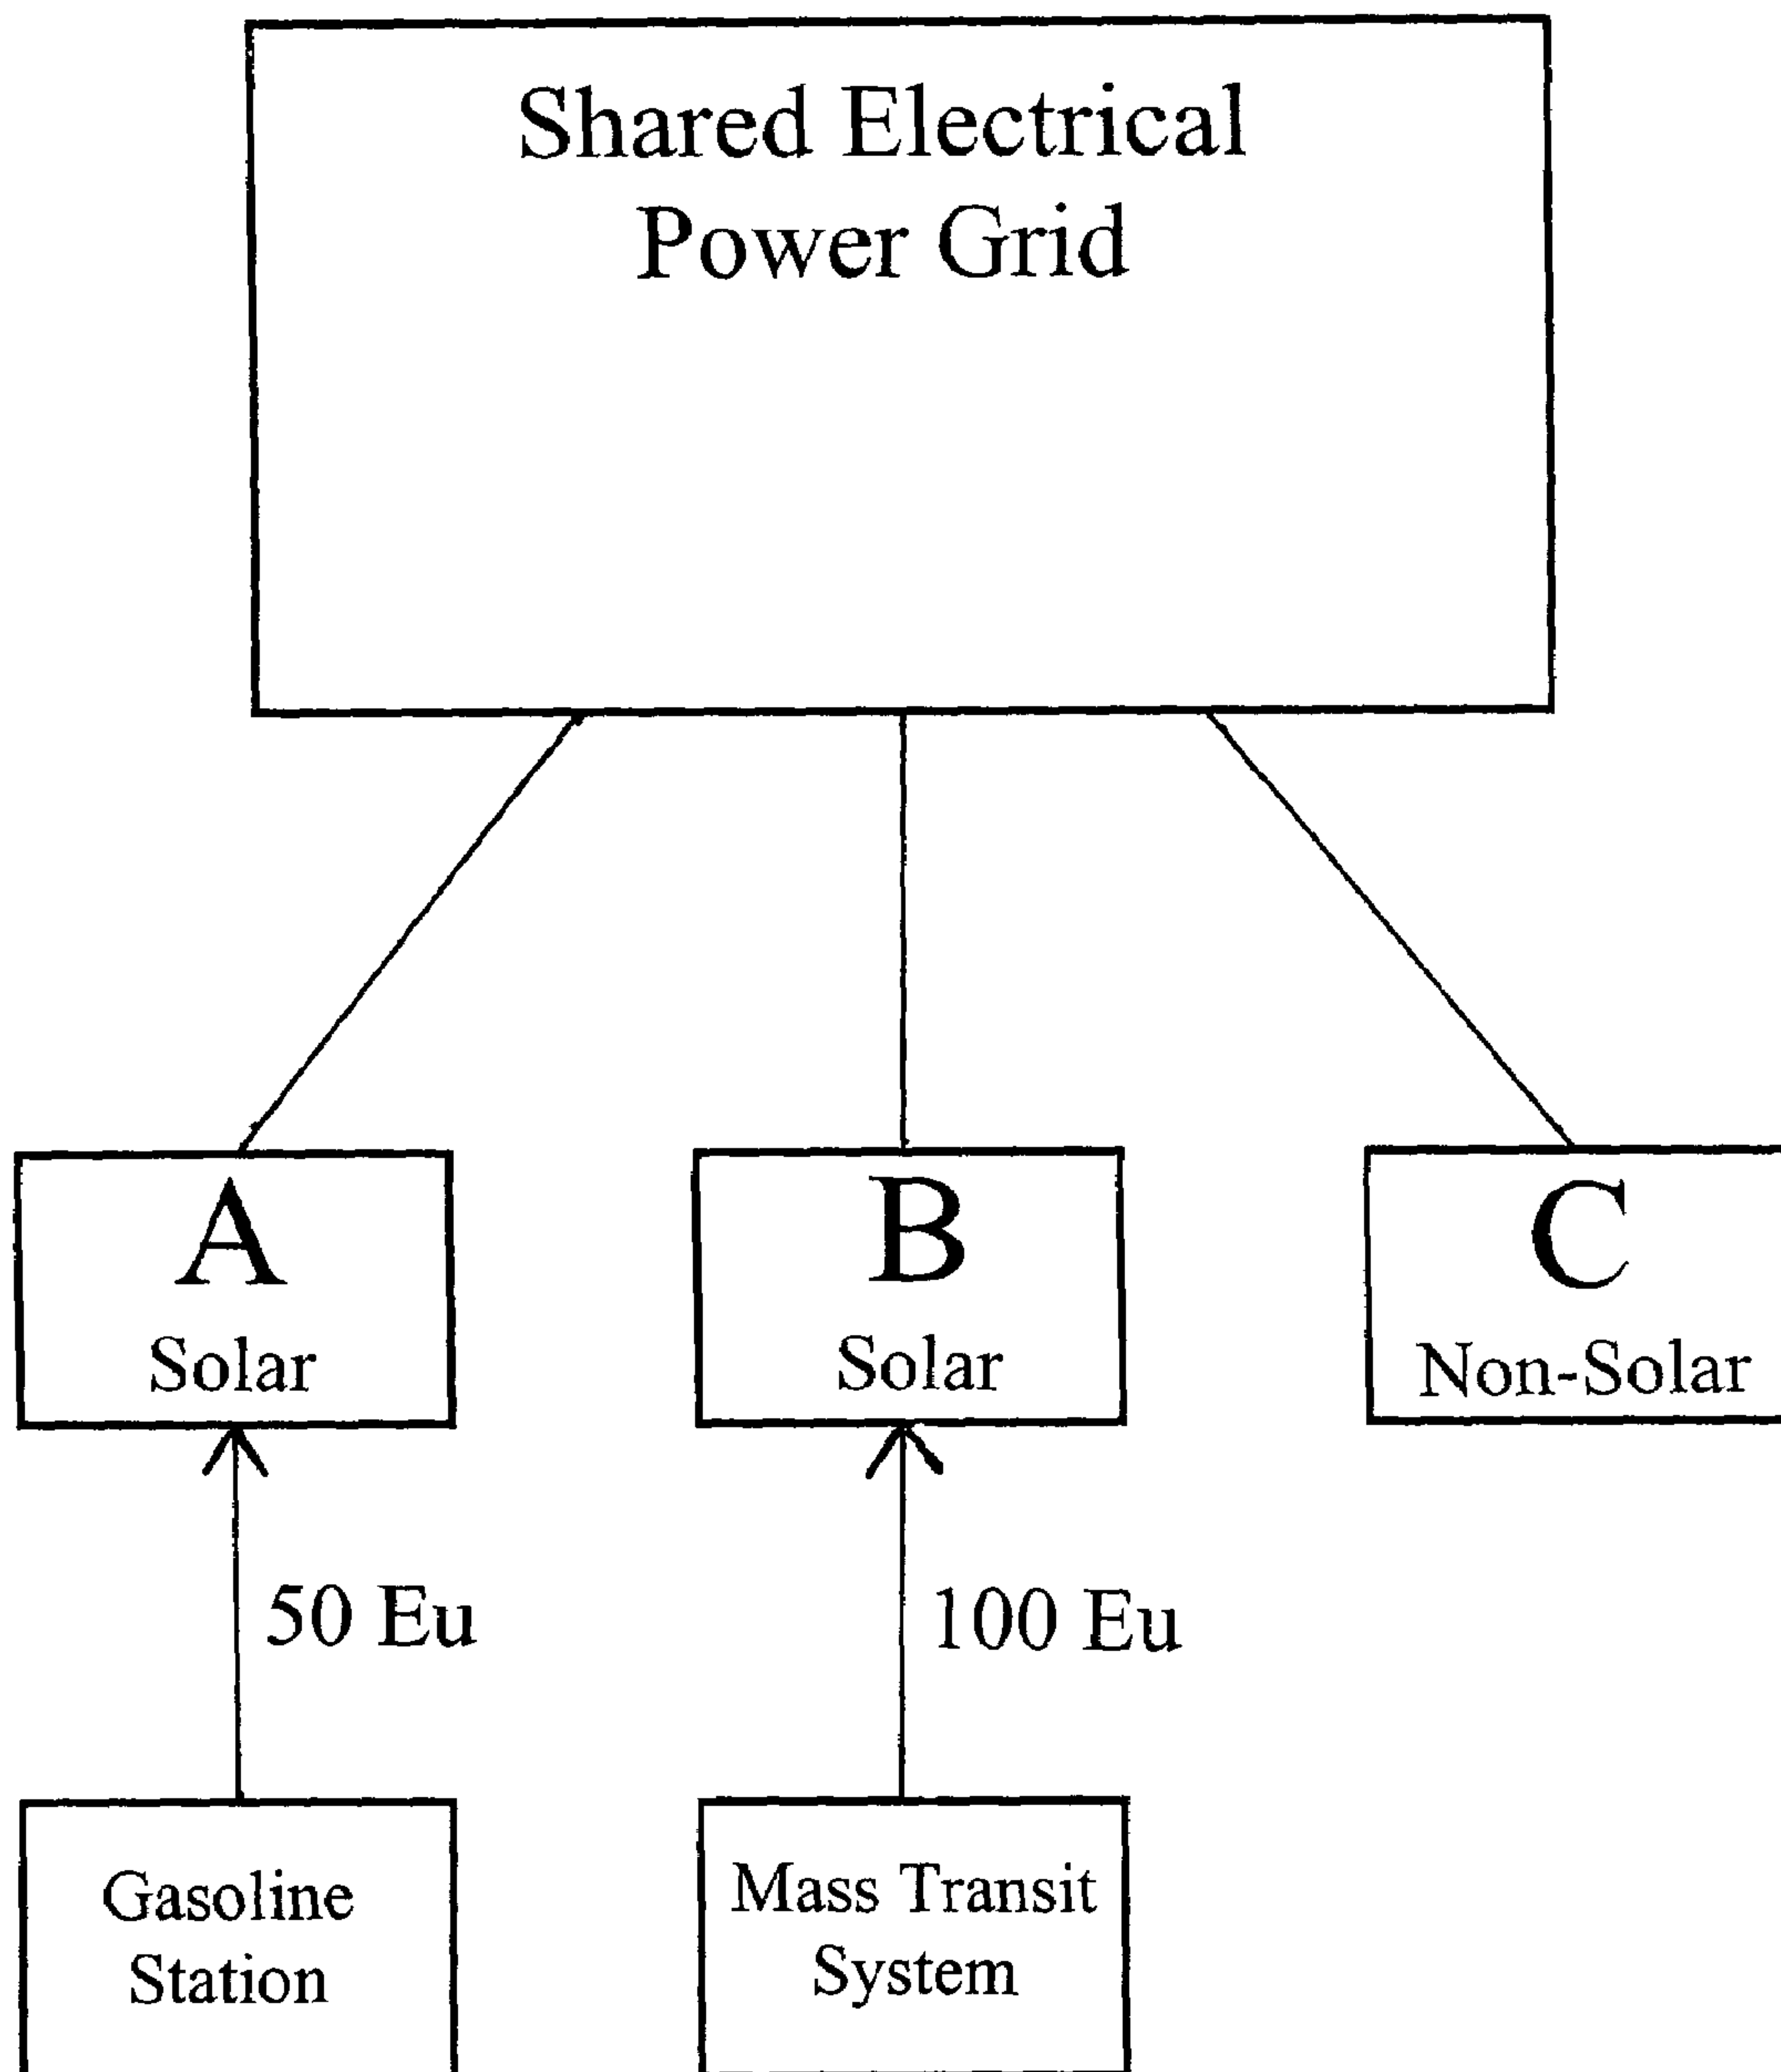 Shared Electrical
Power Grid
A
Solar
B
Solar
C
Non-Solar
50 Eu
100 Eu
Gasoline
Station
Mass Transit
System